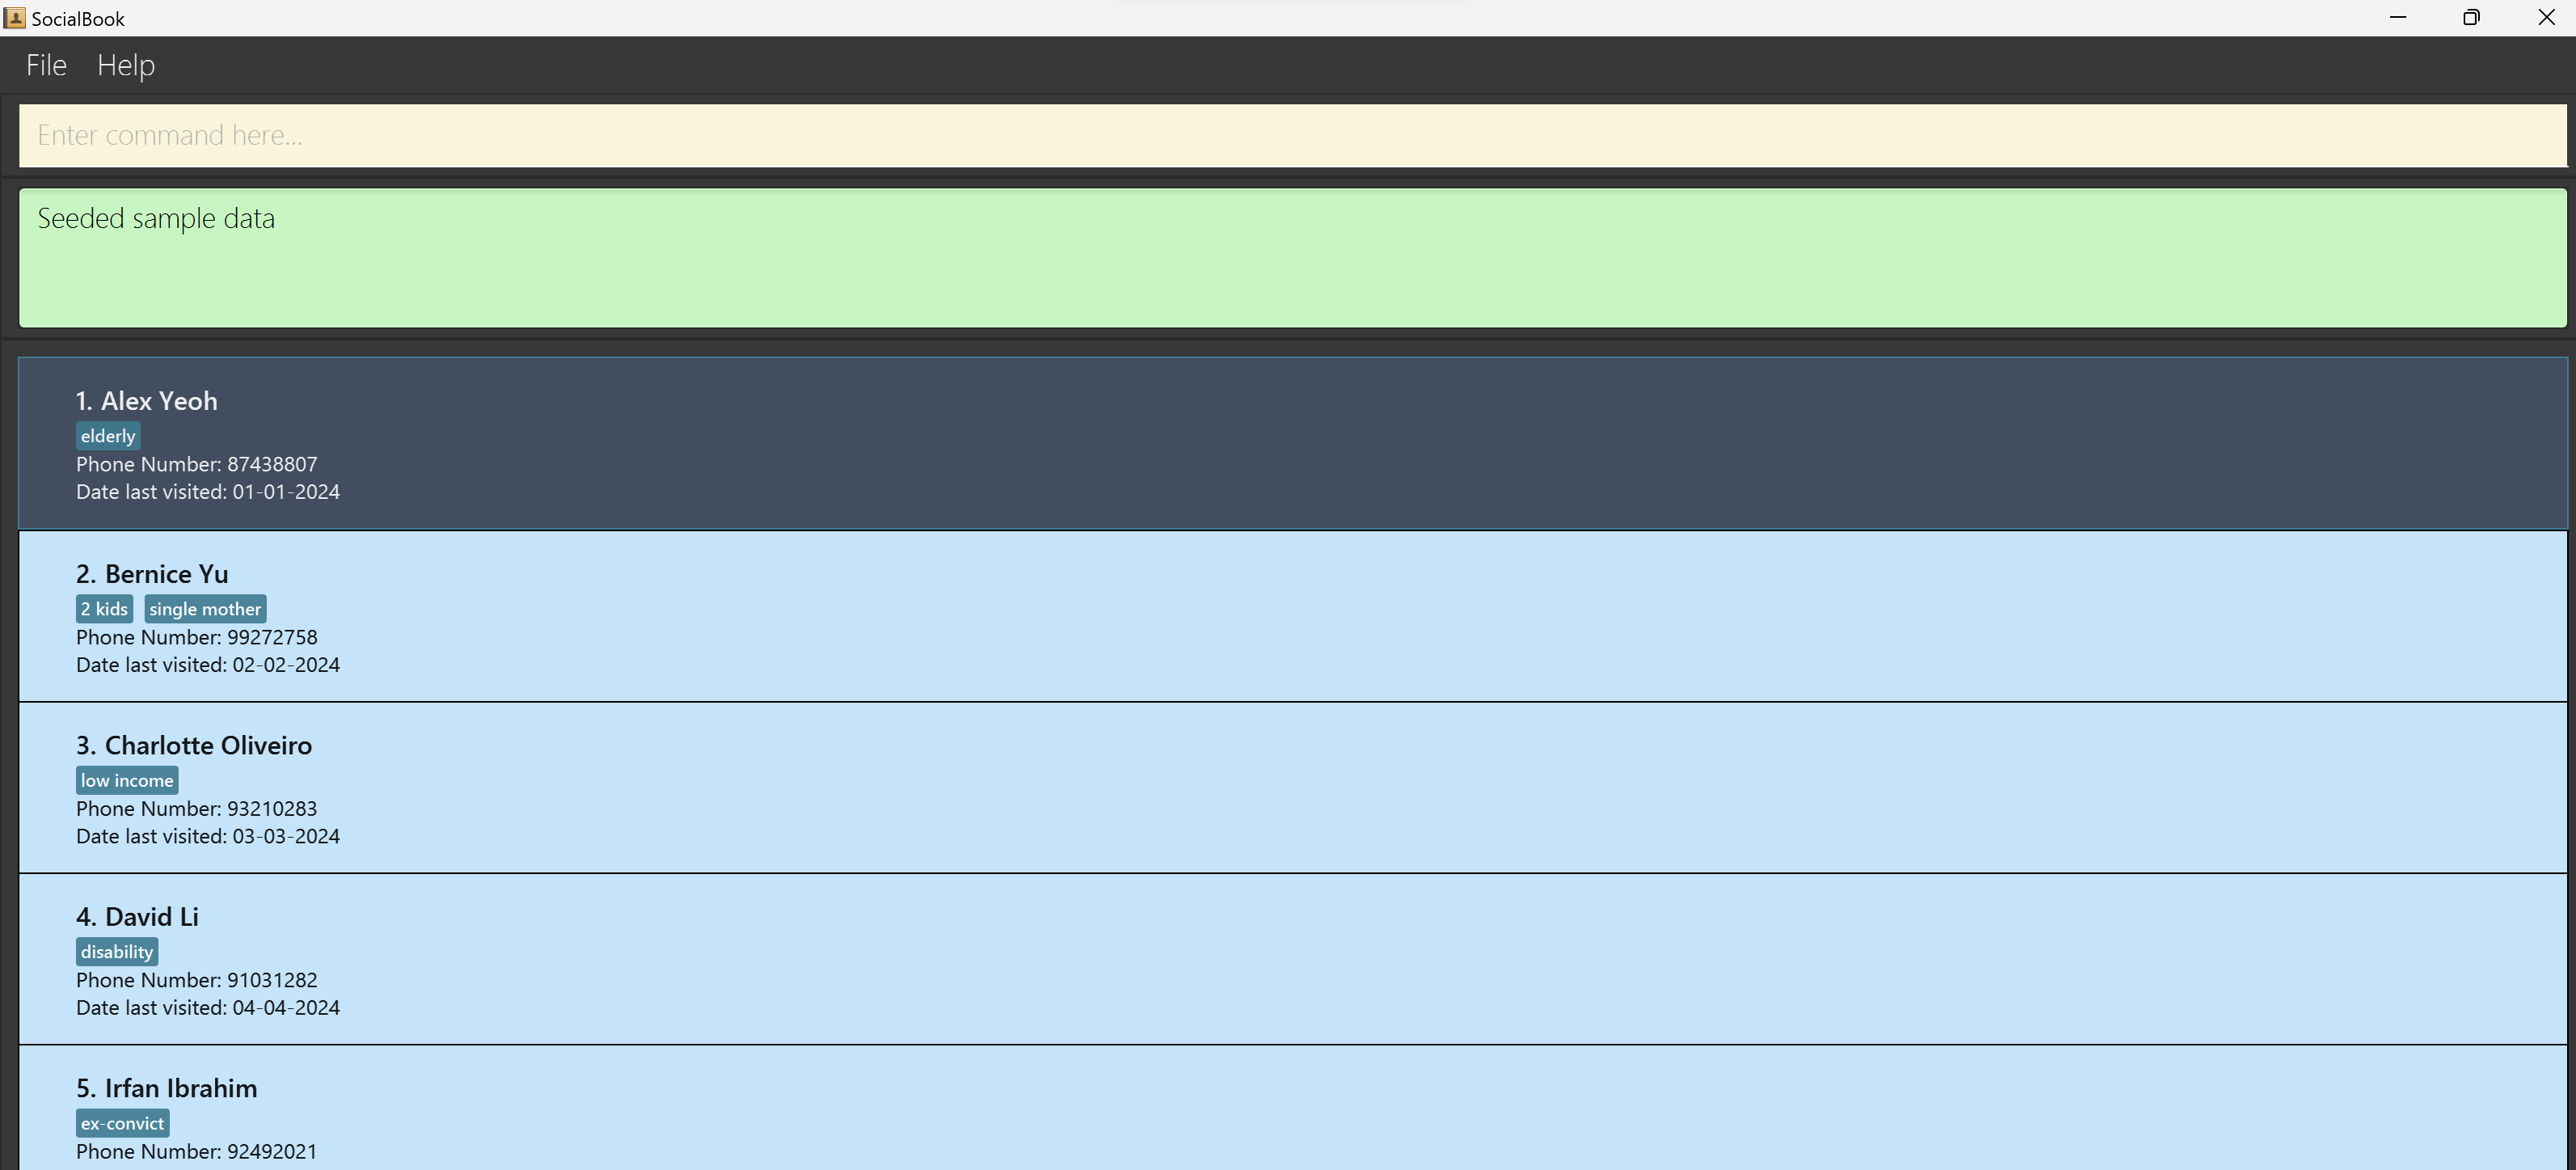 SocialBook
File Help
Enter command here...
Seeded sample data
1. Alex Yeoh
elderly
Phone Number: 87438807
Date last visited: 01-01-2024
2. Bernice Yu
2 kids single mother
Phone Number: 99272758
Date last visited: 02-02-2024
3. Charlotte Oliveiro
low income
Phone Number: 93210283
Date last visited: 03-03-2024
4. David Li
disability
Phone Number: 91031282
Date last visited: 04-04-2024
5. Irfan Ibrahim
ex-convict
Phone Number: 92492021